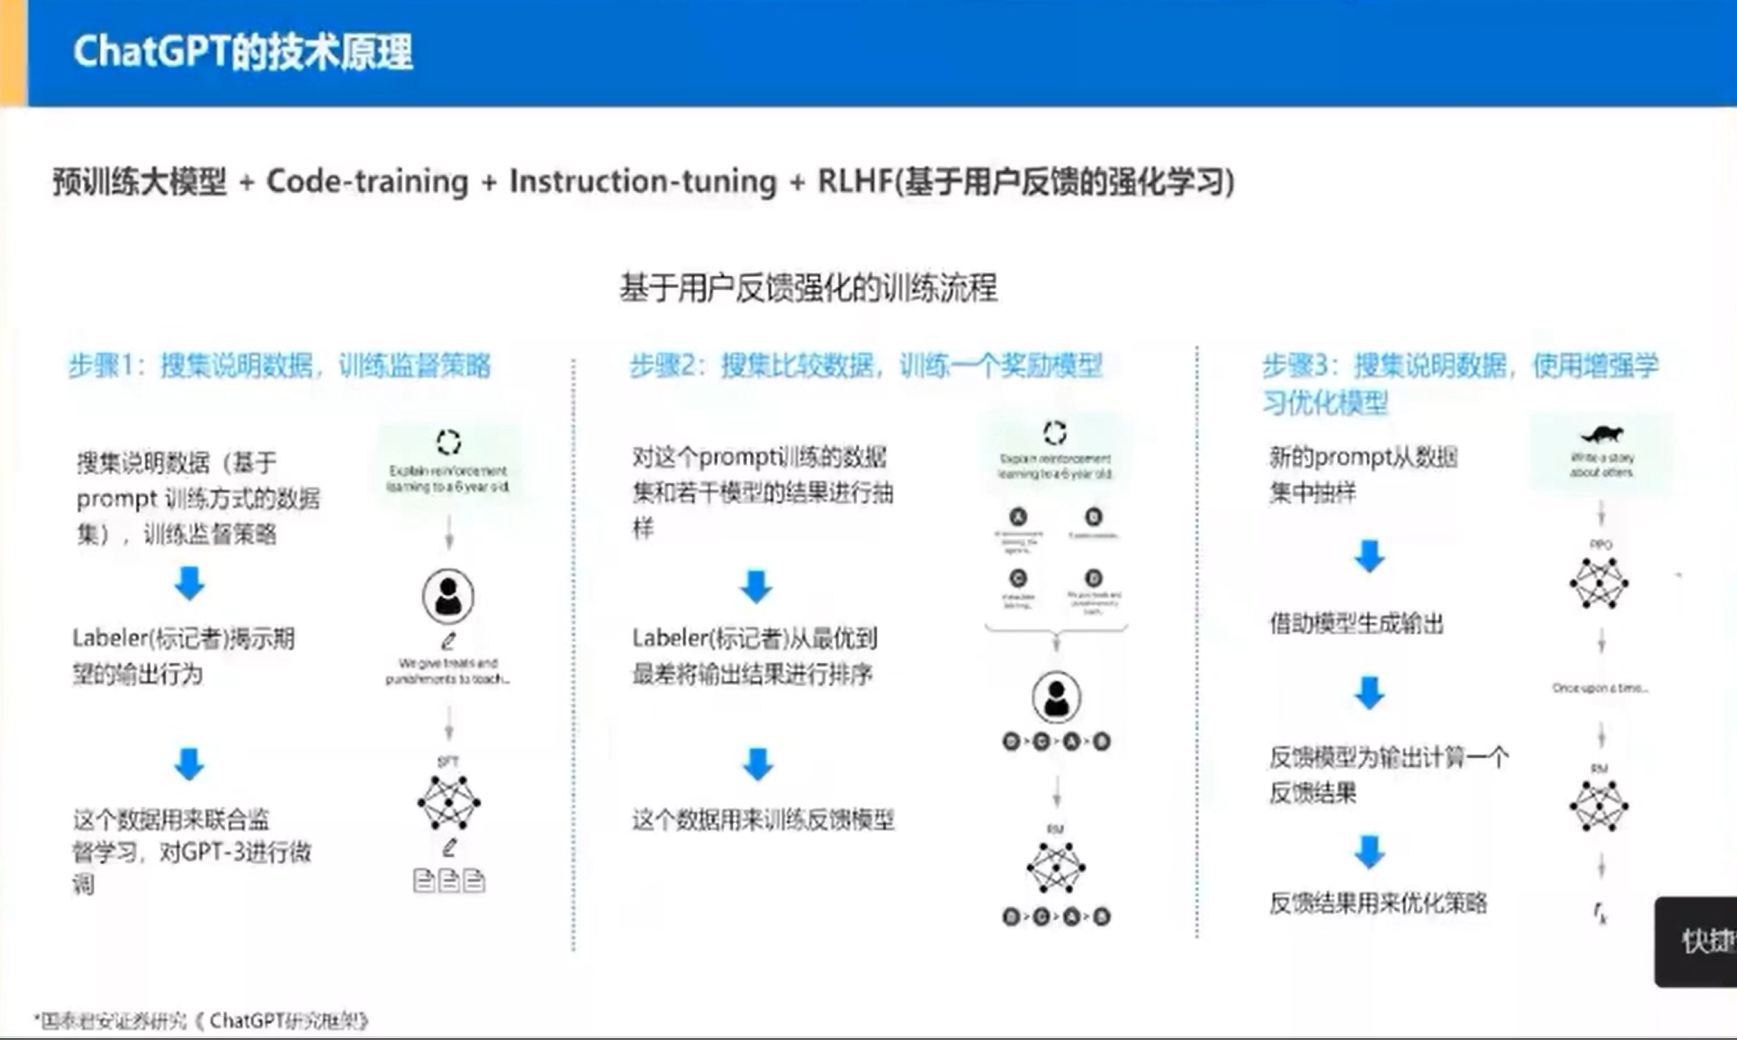 ChatGPT的技术原理
预训练大模型 + Code-training + Instruction-tuning + RLHF(基于用户反馈的强化学习)
基于用户反馈强化的训练流程
步骤1：搜集说明数据，训练监督策略
搜集说明数据（基于
prompt 训练方式的数据
集），训练监督策略
Labeler(标记者)揭示期
望的输出行为
这个数据用来联合监
督学习，对GPT-3进行微
调
Explain reinforcement
learning to a 6 year old.
We give treats and
punishments to teach...
SFT
步骤2：搜集比较数据，训练一个奖励模型
对这个prompt训练的数据
集和若干模型的结果进行抽
样
Labeler(标记者)从最优到
最差将输出结果进行排序
这个数据用来训练反馈模型
Explain reinforcement
learning to a 6 year old.
A B
C D
D > C > A > B
RM
D > C > A > B
步骤3：搜集说明数据，使用增强学
习优化模型
新的prompt从数据
集中抽样
借助模型生成输出
反馈模型为输出计算一个
反馈结果
反馈结果用来优化策略
Write a story
about otters.
PPO
Once upon a time...
RM
rk
快捷
*国泰君安证券研究《 ChatGPT研究框架》